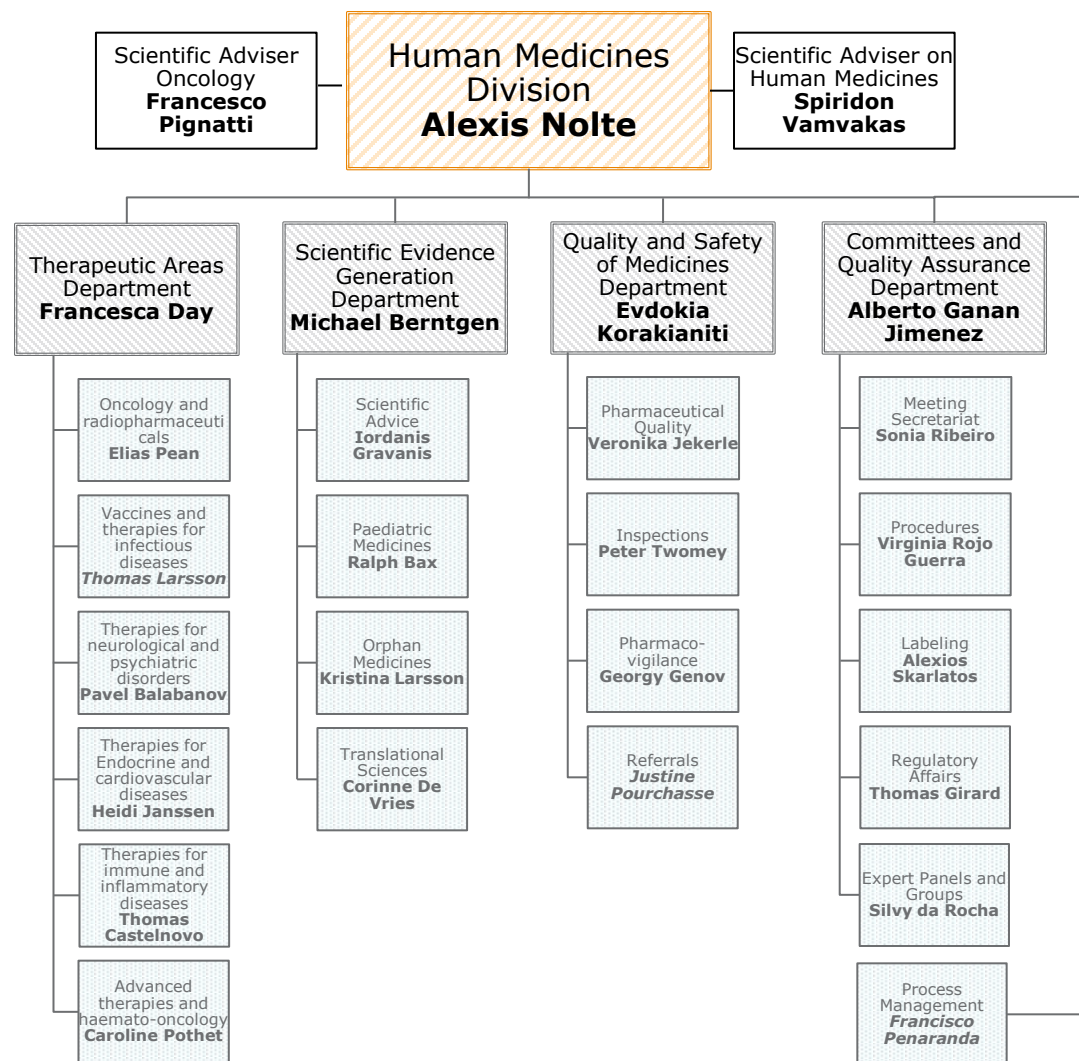 Scientific Adviser
Oncology
Francesco
Pignatti
Human Medicines
Division
Alexis Nolte
Scientific Adviser on
Human Medicines
Spiridon
Vamvakas
Therapeutic Areas
Department
Francesca Day
Scientific Evidence
Generation
Department
Michael Berntgen
Quality and Safety
of Medicines
Department
Evdokia
Korakianiti
Committees and
Quality Assurance
Department
Alberto Ganan
Jimenez
Oncology and
radiopharmaceuti
cals
Elias Pean
Vaccines and
therapies for
infectious
diseases
Thomas Larsson
Therapies for
neurological and
psychiatric
disorders
Pavel Balabanov
Therapies for
Endocrine and
cardiovascular
diseases
Heidi Janssen
Therapies for
immune and
inflammatory
diseases
Thomas
Castelnovo
Advanced
therapies and
haemato-oncology
Caroline Pothet
Scientific
Advice
Iordanis
Gravanis
Paediatric
Medicines
Ralph Bax
Orphan
Medicines
Kristina Larsson
Translational
Sciences
Corinne De
Vries
Pharmaceutical
Quality
Veronika Jekerle
Inspections
Peter Twomey
Pharmaco-
vigilance
Georgy Genov
Referrals
Justine
Pourchasse
Meeting
Secretariat
Sonia Ribeiro
Procedures
Virginia Rojo
Guerra
Labeling
Alexios
Skarlatos
Regulatory
Affairs
Thomas Girard
Expert Panels and
Groups
Silvy da Rocha
Process
Management
Francisco
Penaranda